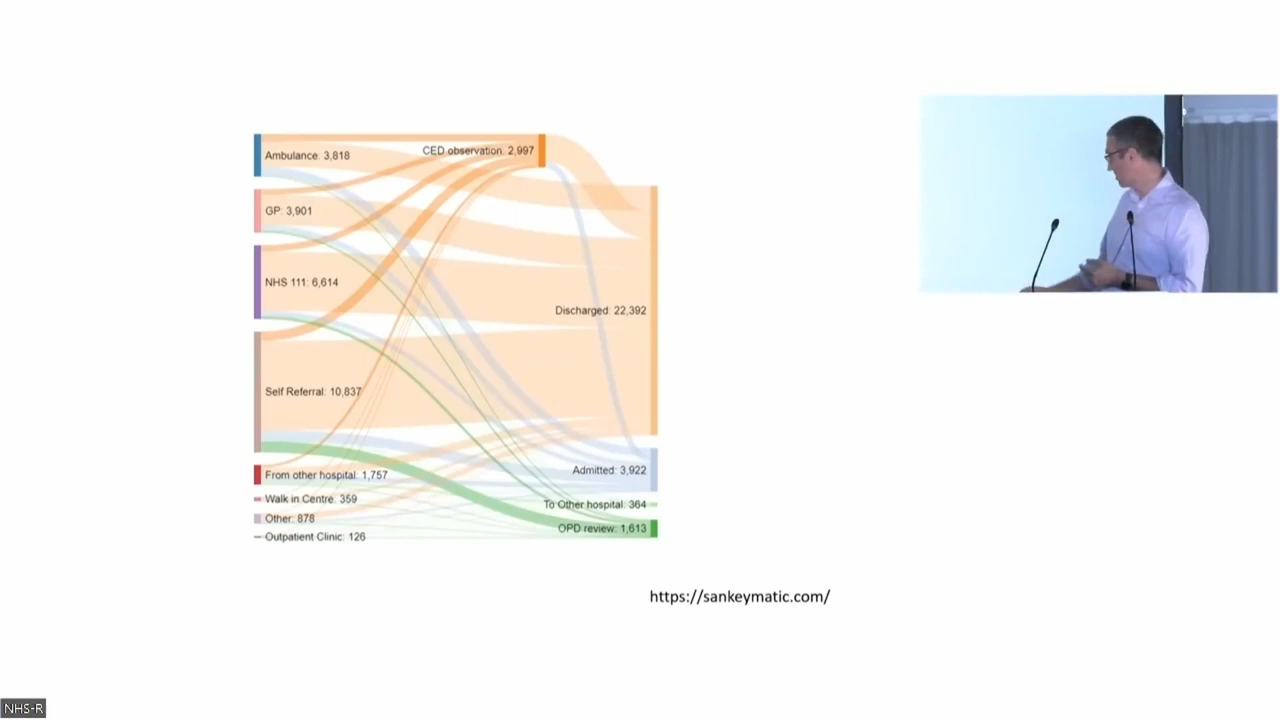 Ambulance: 3,818
CED observation: 2,997
GP: 3,901
NHS 111: 6,614
Discharged: 22,392
Self Referral: 10,837
From other hospital: 1,757
Admitted: 3,922
Walk in Centre: 359
To Other hospital: 364
Other: 878
OPD review: 1,613
Outpatient Clinic: 126
https://sankeymatic.com/
NHS-R